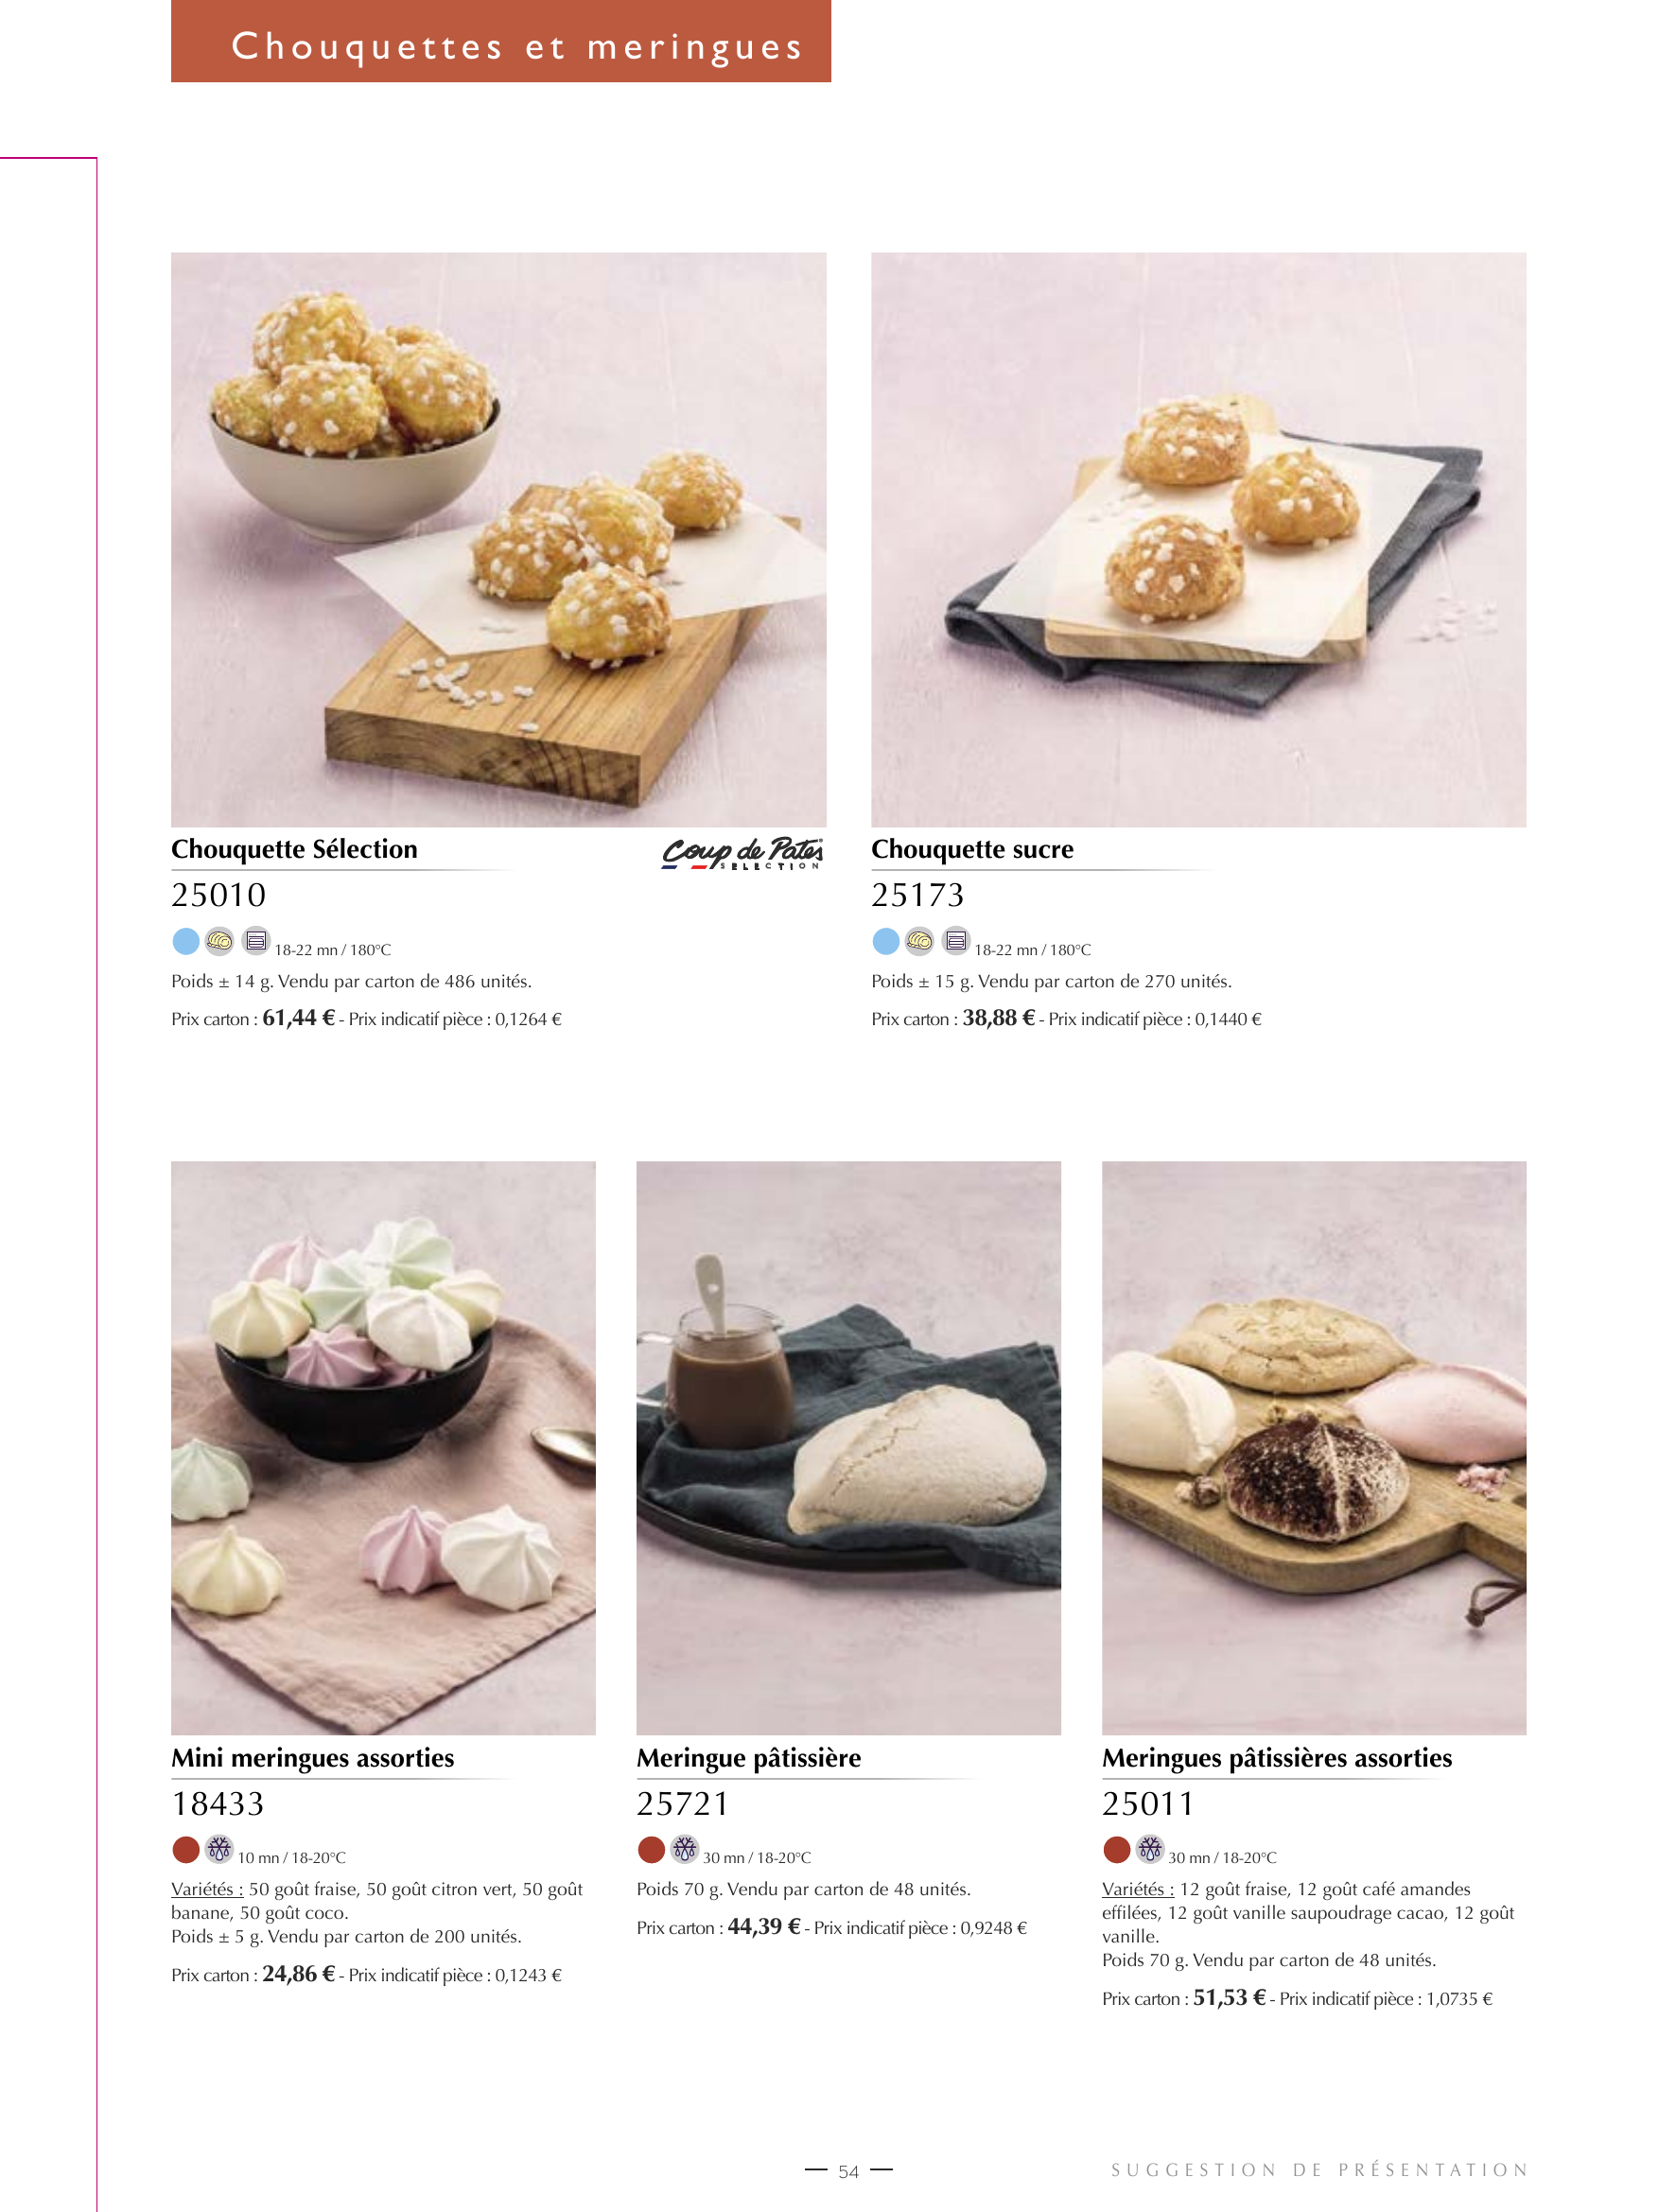 Chouquettes et meringues
Chouquette Sélection
Coup de Pates
SELECTION
25010
18-22 mn / 180°C
Poids ± 14 g. Vendu par carton de 486 unités.
Prix carton : 61,44 € - Prix indicatif pièce : 0,1264 €
Chouquette sucre
25173
18-22 mn / 180°C
Poids ± 15 g. Vendu par carton de 270 unités.
Prix carton : 38,88 € - Prix indicatif pièce : 0,1440 €
Mini meringues assorties
18433
10 mn / 18-20°C
Variétés : 50 goût fraise, 50 goût citron vert, 50 goût
banane, 50 goût coco.
Poids ± 5 g. Vendu par carton de 200 unités.
Prix carton : 24,86 € - Prix indicatif pièce : 0,1243 €
Meringue pâtissière
25721
30 mn / 18-20°C
Poids 70 g. Vendu par carton de 48 unités.
Prix carton : 44,39 € - Prix indicatif pièce : 0,9248 €
Meringues pâtissières assorties
25011
30 mn / 18-20°C
Variétés : 12 goût fraise, 12 goût café amandes
effilées, 12 goût vanille saupoudrage cacao, 12 goût
vanille.
Poids 70 g. Vendu par carton de 48 unités.
Prix carton : 51,53 € - Prix indicatif pièce : 1,0735 €
54
SUGGESTION DE PRÉSENTATION